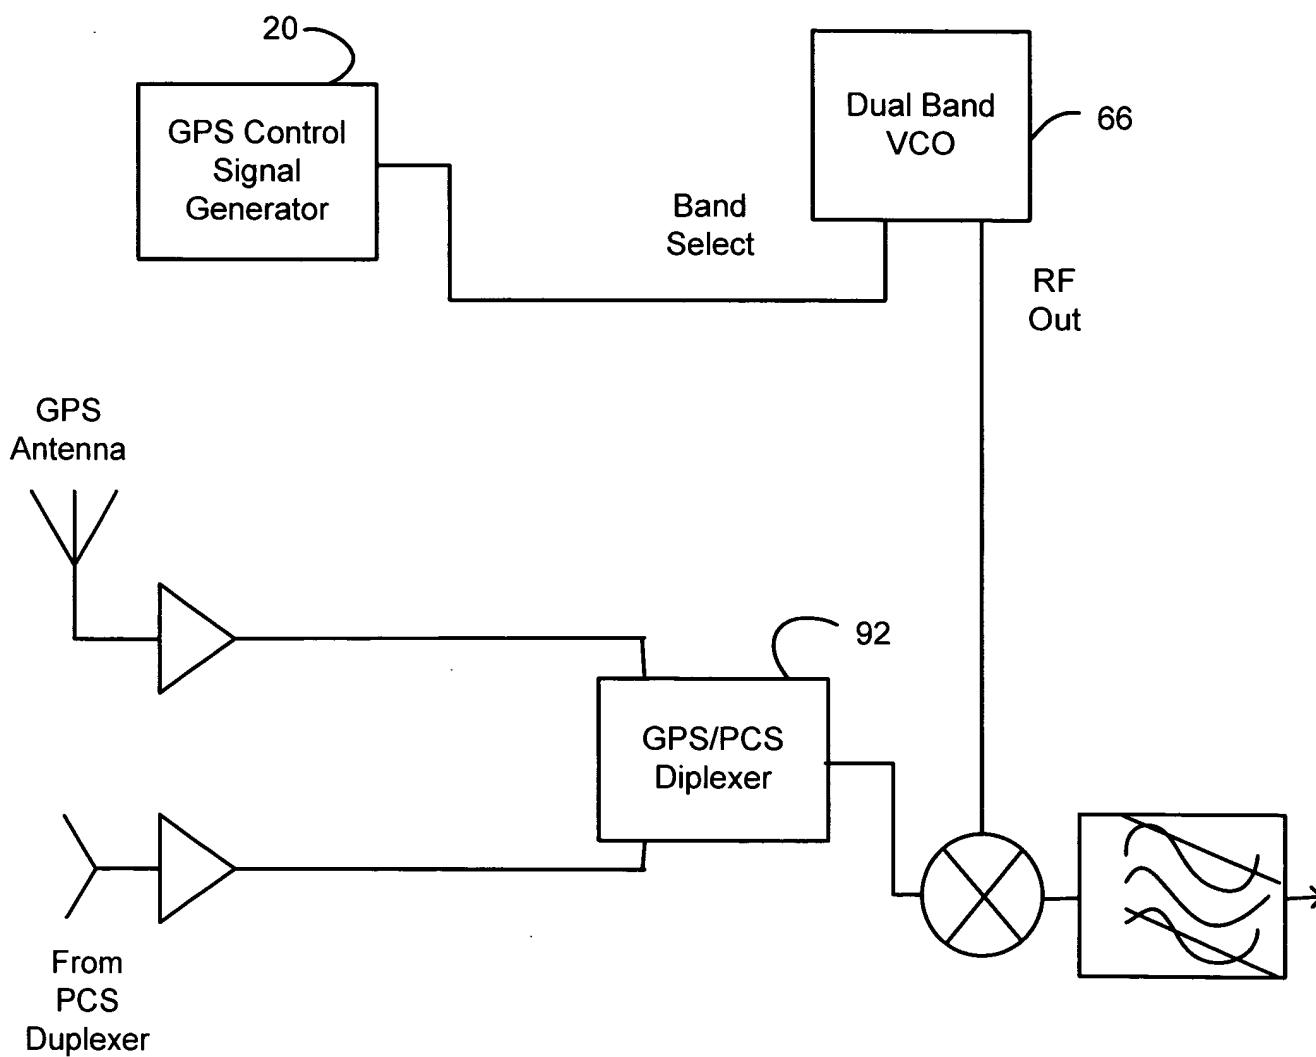 20
GPS Control
Signal
Generator
Dual Band
VCO
66
Band
Select
RF
Out
GPS
Antenna
92
GPS/PCS
Diplexer
From
PCS
Duplexer